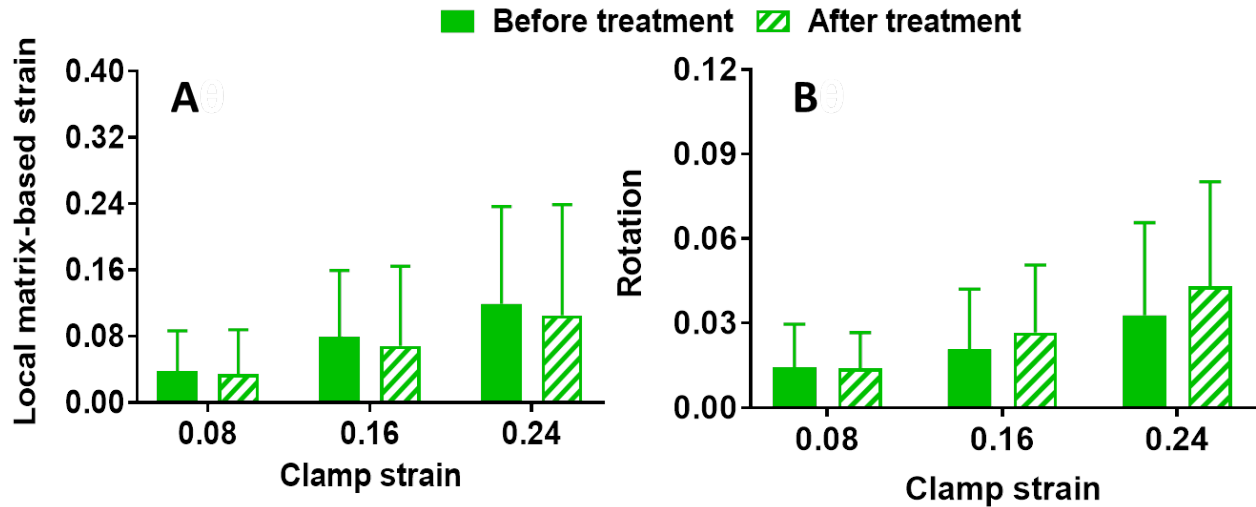 Before treatment After treatment
A
Local matrix-based strain
0.40
0.32
0.24
0.16
0.08
0.00
0.08 0.16 0.24
Clamp strain
B
Rotation
0.12
0.09
0.06
0.03
0.00
0.08 0.16 0.24
Clamp strain